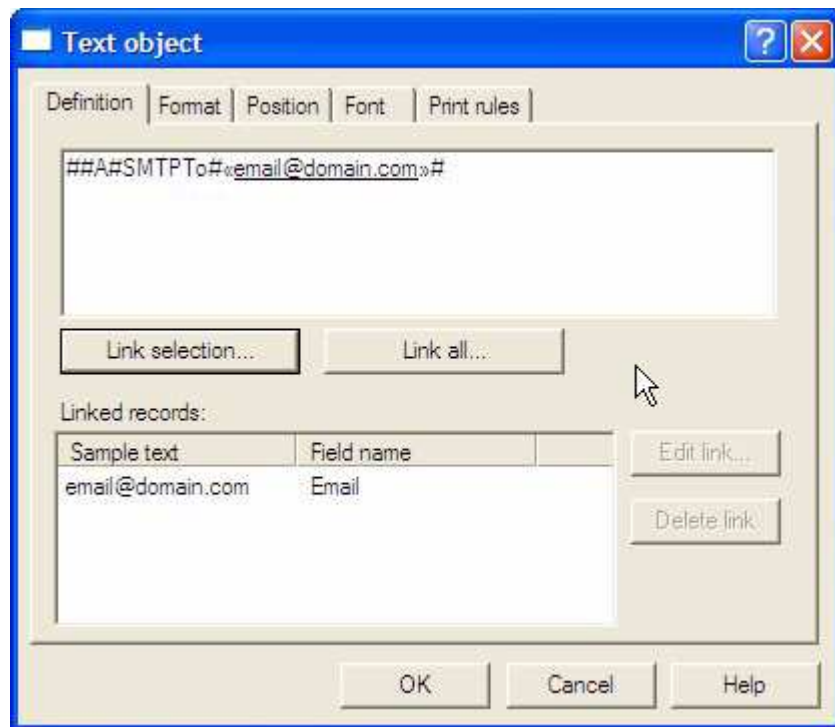 Text object
Definition Format Position Font Print rules
##A#SMTPTo#«email@domain.com»#
Link selection... Link all...
Linked records:
Sample text Field name
Edit link...
email@domain.com Email
Delete link
OK Cancel Help